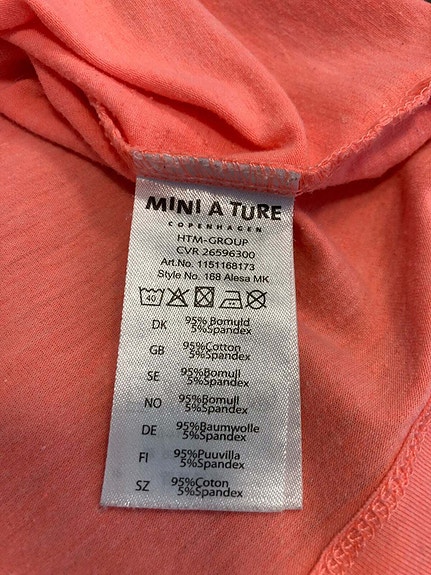 MINI A TURE
COPENHAGEN
HTM-GROUP
CVR 26596300
Art.No. 1151168173
Style No. 168 Alesa MK
40
DK 95%Bomuld
5%Spandex
GB 95%Cotton
5%Spandex
SE 95%Bomull
5%Spandex
NO 95%Bomull
5%Spandex
DE 95%Baumwolle
5%Spandex
FI 95%Puuvilla
5%Spandex
SZ 95%Coton
5%Spandex